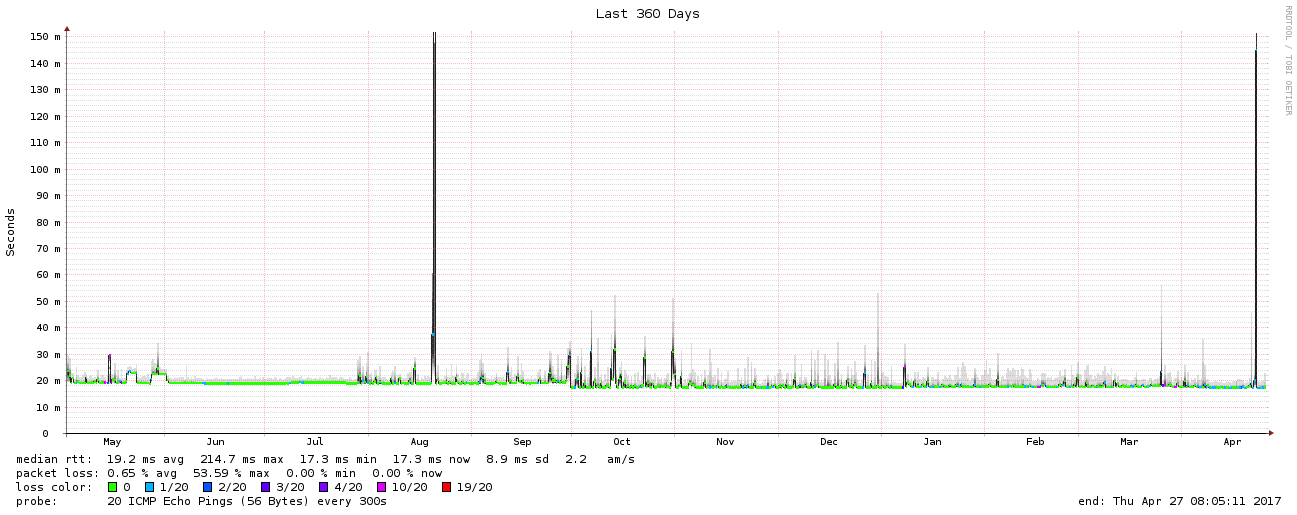 Last 360 Days
RRDTOOL / TOBI OETIKER
Seconds
150 m
140 m
130 m
120 m
110 m
100 m
90 m
80 m
70 m
60 m
50 m
40 m
30 m
20 m
10 m
0
May Jun Jul Aug Sep Oct Nov Dec Jan Feb Mar Apr
median rtt: 19.2 ms avg 214.7 ms max 17.3 ms min 17.3 ms now 8.9 ms sd 2.2 am/s
packet loss: 0.65 % avg 53.59 % max 0.00 % min 0.00 % now
loss color: 0 1/20 2/20 3/20 4/20 10/20 19/20
probe: 20 ICMP Echo Pings (56 Bytes) every 300s end: Thu Apr 27 08:05:11 2017